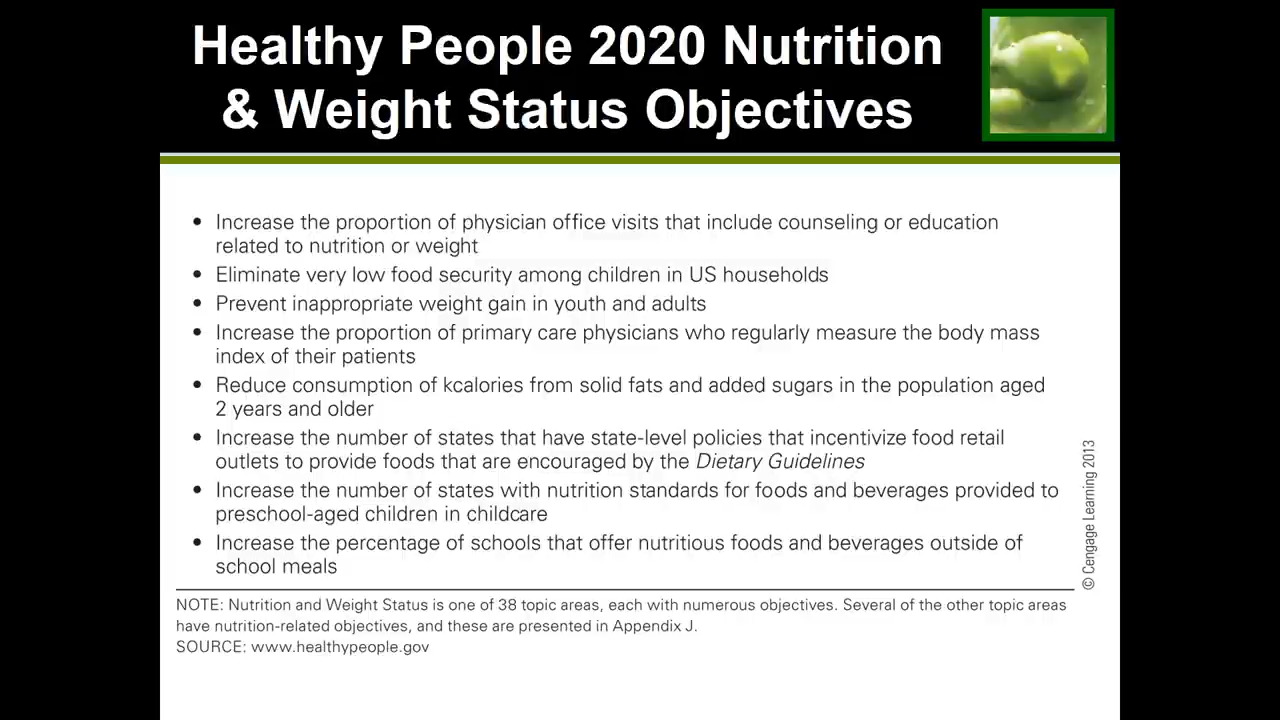 Healthy People 2020 Nutrition
& Weight Status Objectives
• Increase the proportion of physician office visits that include counseling or education
related to nutrition or weight
• Eliminate very low food security among children in US households
• Prevent inappropriate weight gain in youth and adults
• Increase the proportion of primary care physicians who regularly measure the body mass
index of their patients
• Reduce consumption of kcalories from solid fats and added sugars in the population aged
2 years and older
• Increase the number of states that have state-level policies that incentivize food retail
outlets to provide foods that are encouraged by the Dietary Guidelines
• Increase the number of states with nutrition standards for foods and beverages provided to
preschool-aged children in childcare
• Increase the percentage of schools that offer nutritious foods and beverages outside of
school meals
© Cengage Learning 2013
NOTE: Nutrition and Weight Status is one of 38 topic areas, each with numerous objectives. Several of the other topic areas
have nutrition-related objectives, and these are presented in Appendix J.
SOURCE: www.healthypeople.gov